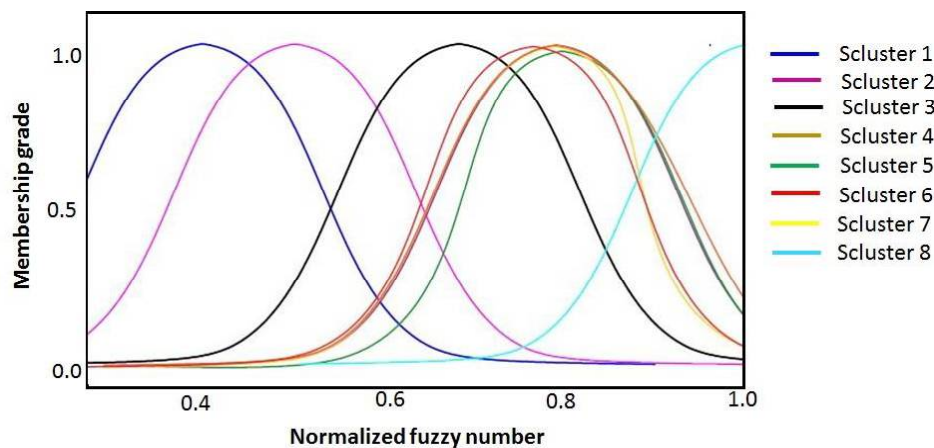 1.0
0.5
0.0
Membership grade
0.4 0.6 0.8 1.0
Normalized fuzzy number
Scluster 1
Scluster 2
Scluster 3
Scluster 4
Scluster 5
Scluster 6
Scluster 7
Scluster 8